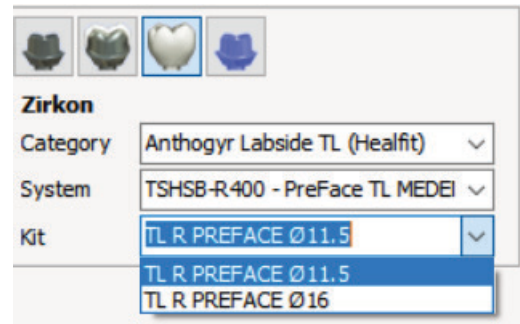 Zirkon
Category Anthogyr Labside TL (Healfit)
System TSHSB-R400 - PreFace TL MEDE
Kit TL R PREFACE Ø11.5
TL R PREFACE Ø11.5
TL R PREFACE Ø16